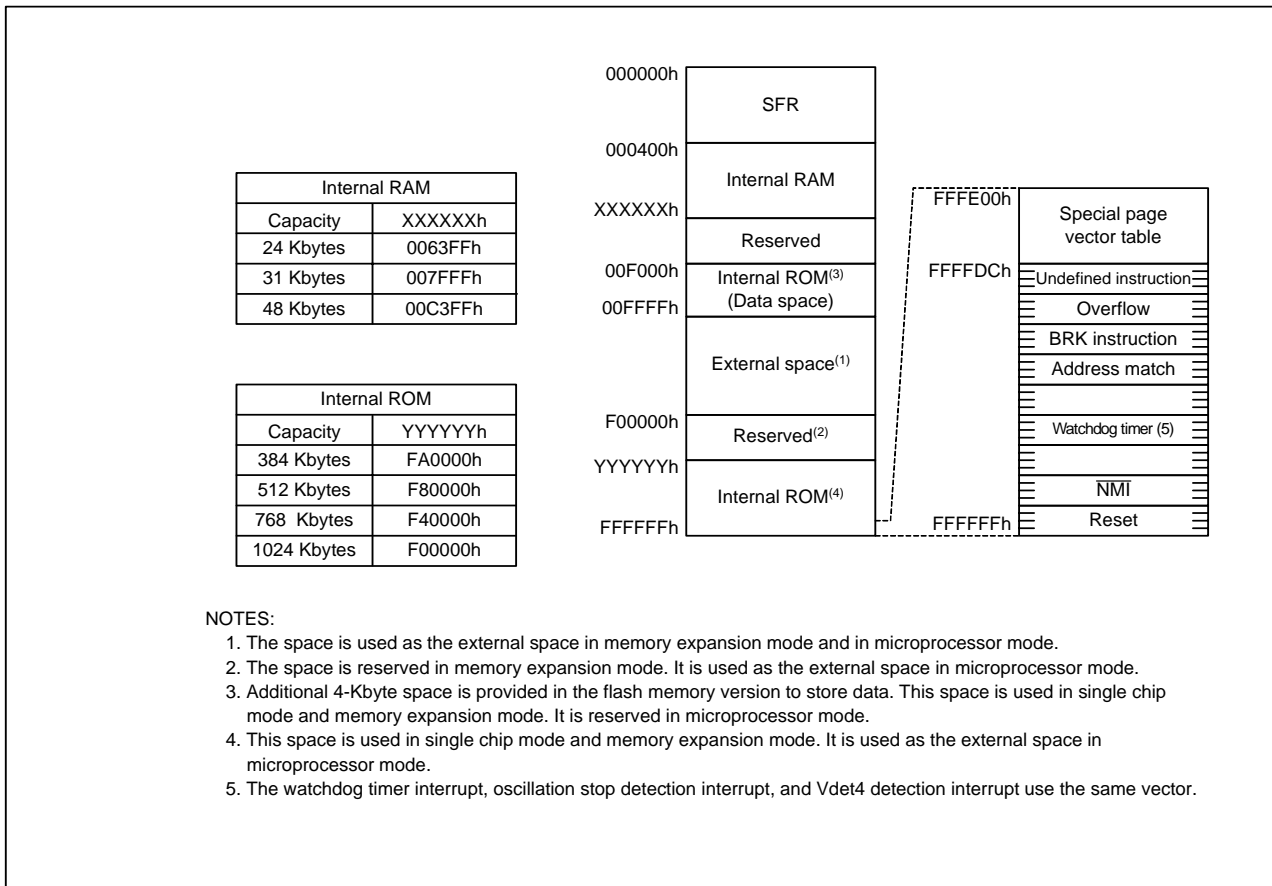 Internal RAM
Capacity XXXXXXh
24 Kbytes 0063FFh
31 Kbytes 007FFFh
48 Kbytes 00C3FFh
Internal ROM
Capacity YYYYYYh
384 Kbytes FA0000h
512 Kbytes F80000h
768 Kbytes F40000h
1024 Kbytes F00000h
000000h
SFR
000400h
Internal RAM
XXXXXXh
Reserved
00F000h
Internal ROM(3)
(Data space)
00FFFFh
External space(1)
F00000h
Reserved(2)
YYYYYYh
Internal ROM(4)
FFFFFFh
FFFE00h
Special page
vector table
FFFFDCh
Undefined instruction
Overflow
BRK instruction
Address match
Watchdog timer (5)
NMI
Reset
FFFFFFh
NOTES:
1. The space is used as the external space in memory expansion mode and in microprocessor mode.
2. The space is reserved in memory expansion mode. It is used as the external space in microprocessor mode.
3. Additional 4-Kbyte space is provided in the flash memory version to store data. This space is used in single chip
mode and memory expansion mode. It is reserved in microprocessor mode.
4. This space is used in single chip mode and memory expansion mode. It is used as the external space in
microprocessor mode.
5. The watchdog timer interrupt, oscillation stop detection interrupt, and Vdet4 detection interrupt use the same vector.